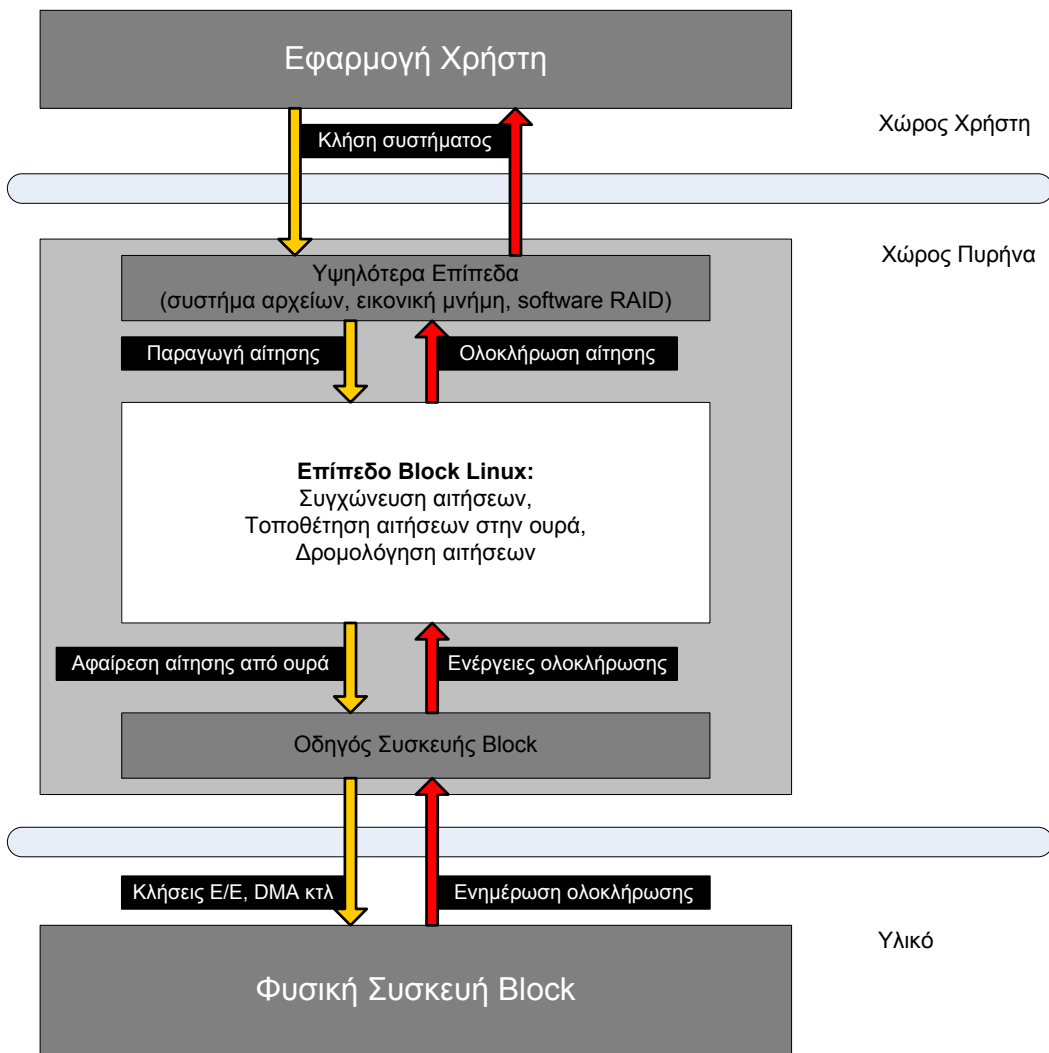 Εφαρμογή Χρήστη
Χώρος Χρήστη
Κλήση συστήματος
Χώρος Πυρήνα
Υψηλότερα Επίπεδα
(συστήμα αρχείων, εικονική μνήμη, software RAID)
Παραγωγή αίτησης
Ολοκλήρωση αίτησης
Επίπεδο Block Linux:
Συγχώνευση αιτήσεων,
Τοποθέτηση αιτήσεων στην ουρά,
Δρομολόγηση αιτήσεων
Αφαίρεση αίτησης από ουρά
Ενέργειες ολοκλήρωσης
Οδηγός Συσκευής Block
Κλήσεις Ε/Ε, DMA κτλ
Ενημέρωση ολοκλήρωσης
Υλικό
Φυσική Συσκευή Block